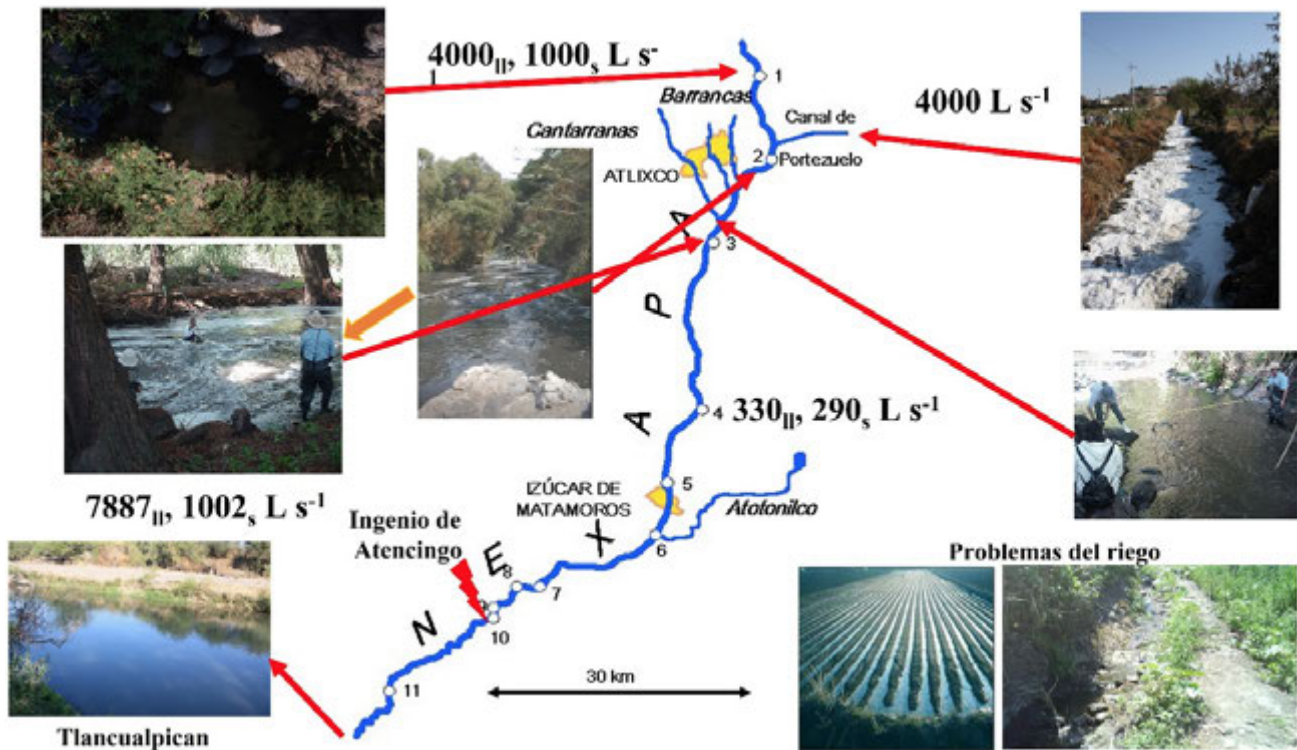 4000ll, 1000s L s-1
4000 L s-1
1
Barrancas
Cantarranas
Canal de
Portezuelo
2
ATLIXCO
3
N E X A P A
4
330ll, 290s L s-1
5
IZÚCAR DE
MATAMOROS
Atotonilco
6
7887ll, 1002s L s-1
Ingenio de
Atencingo
8
7
10
11
30 km
Problemas del riego
Tlancualpican